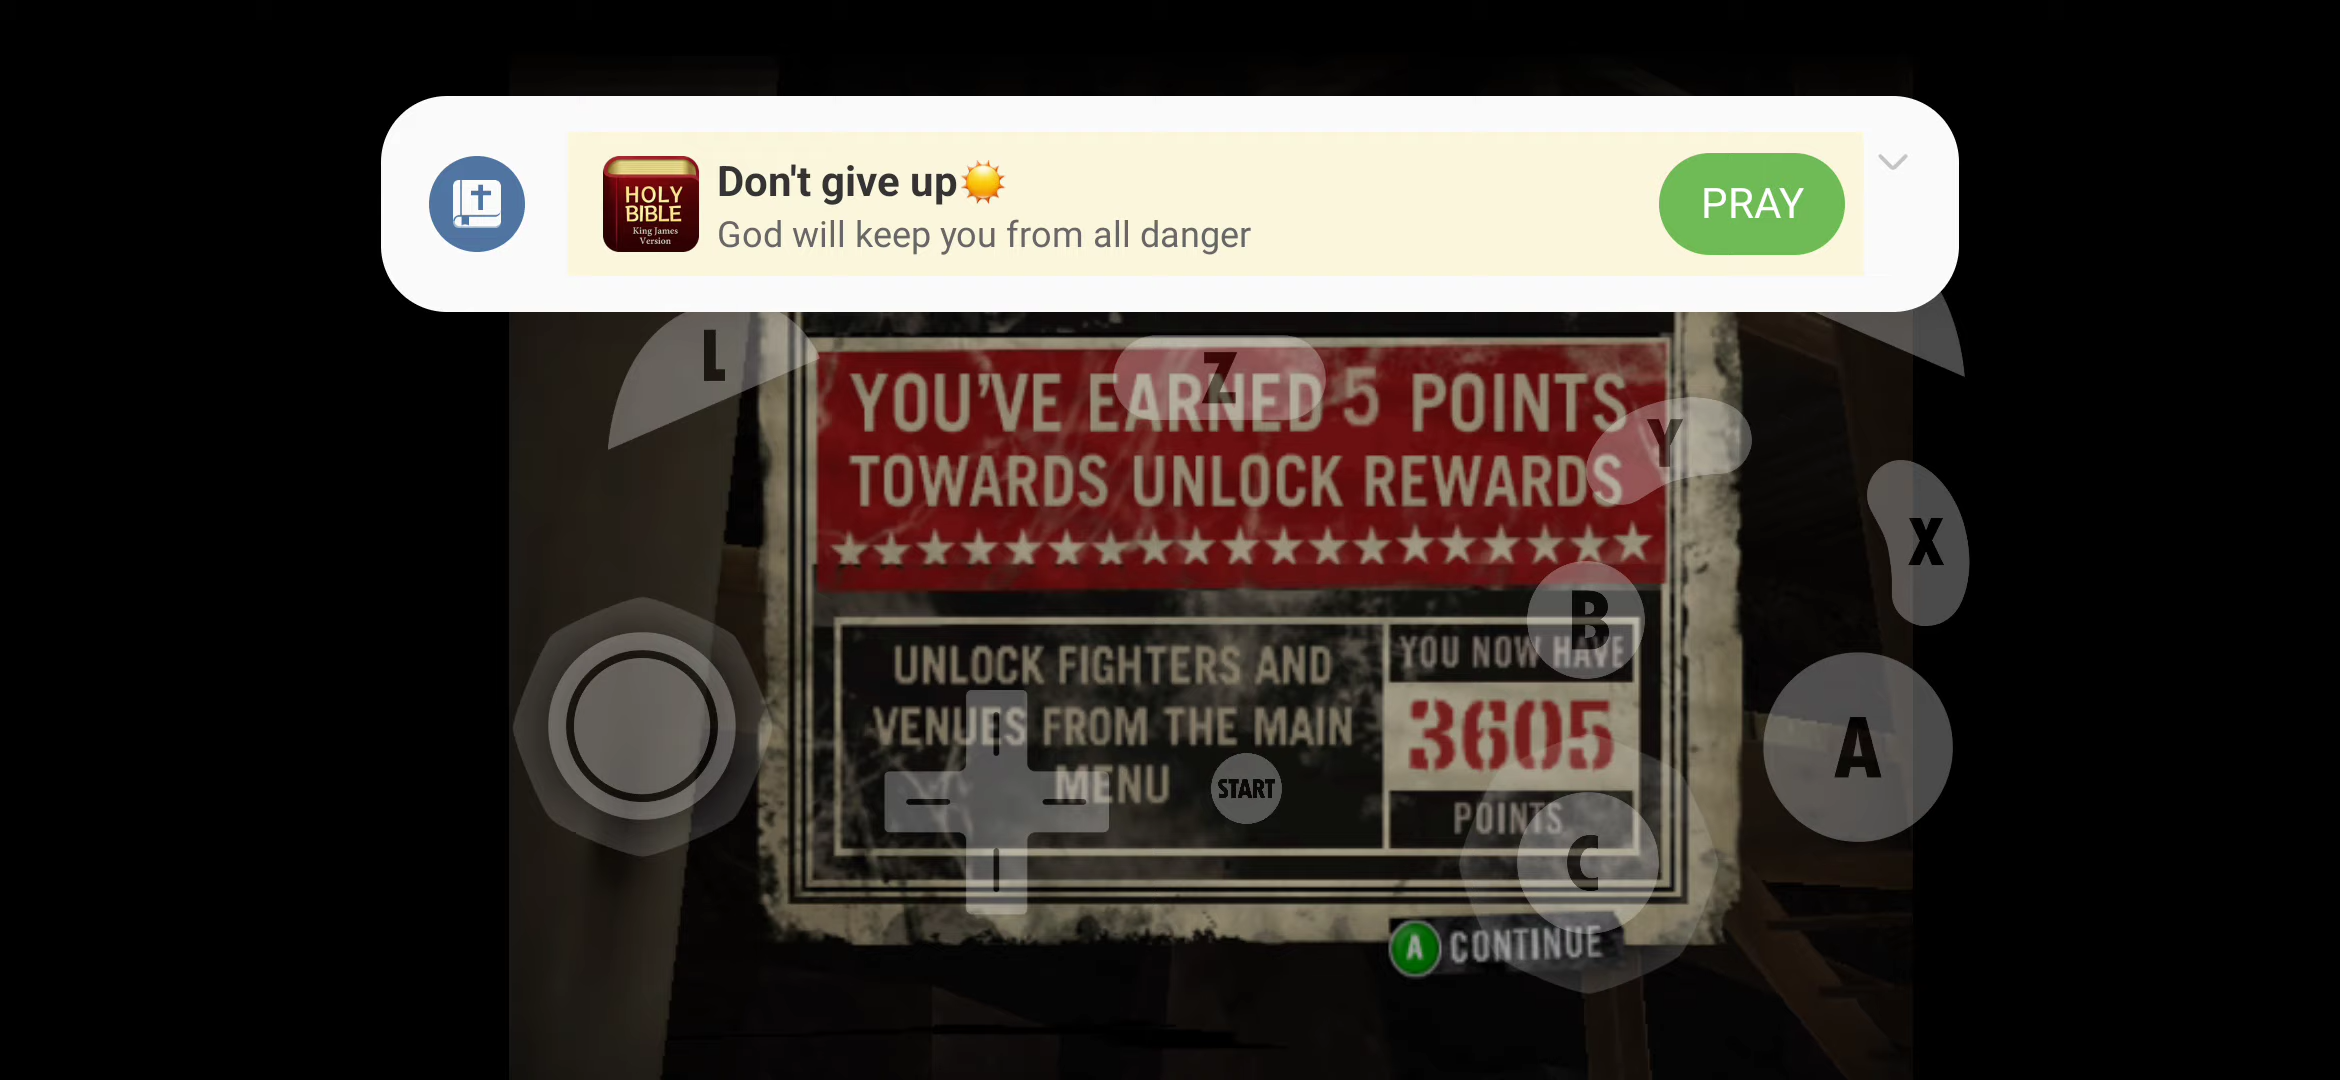 HOLY
BIBLE
King James
Version
Don't give up☀️
God will keep you from all danger
PRAY
L
Z
YOU'VE EARNED 5 POINTS
Y
TOWARDS UNLOCK REWARDS
X
B
UNLOCK FIGHTERS AND
VENUES FROM THE MAIN
MENU
YOU NOW HAVE
3605
POINTS
START
A
C
A CONTINUE